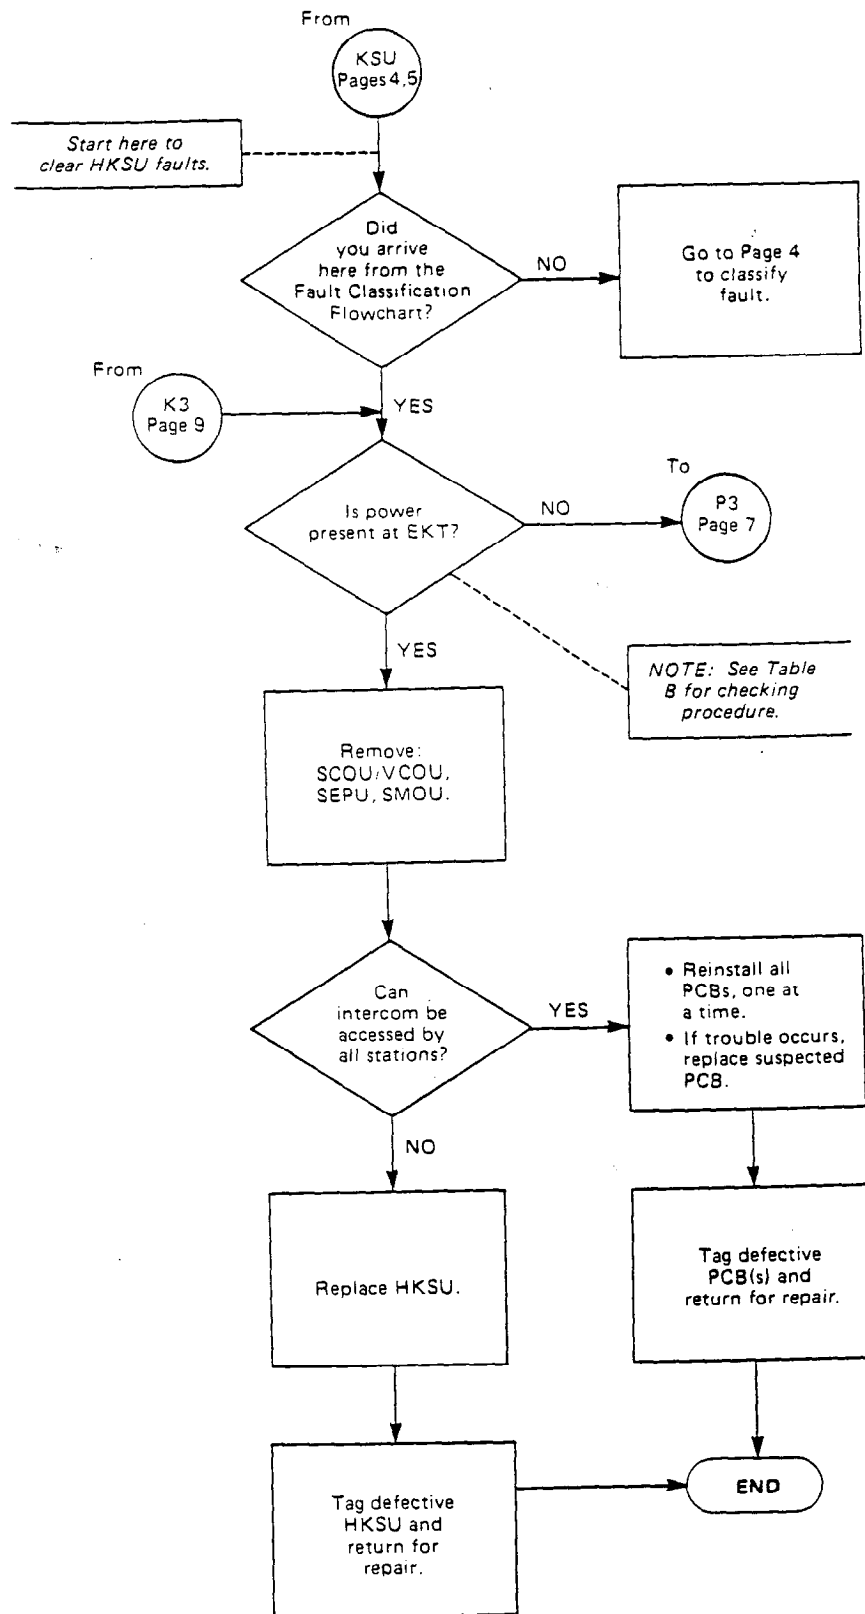 From
KSU
Pages 4,5
Start here to
clear HKSU faults.
Did
you arrive
here from the
Fault Classification
Flowchart?
NO
Go to Page 4
to classify
fault.
From
K3
Page 9
YES
Is power
present at EKT?
NO
To
P3
Page 7
YES
NOTE: See Table
B for checking
procedure.
Remove:
SCOU/VCOU,
SEPU, SMOU.
Can
intercom be
accessed by
all stations?
YES
• Reinstall all
PCBs, one at
a time.
• If trouble occurs,
replace suspected
PCB.
NO
Replace HKSU.
Tag defective
PCB(s) and
return for repair.
Tag defective
HKSU and
return for
repair.
END